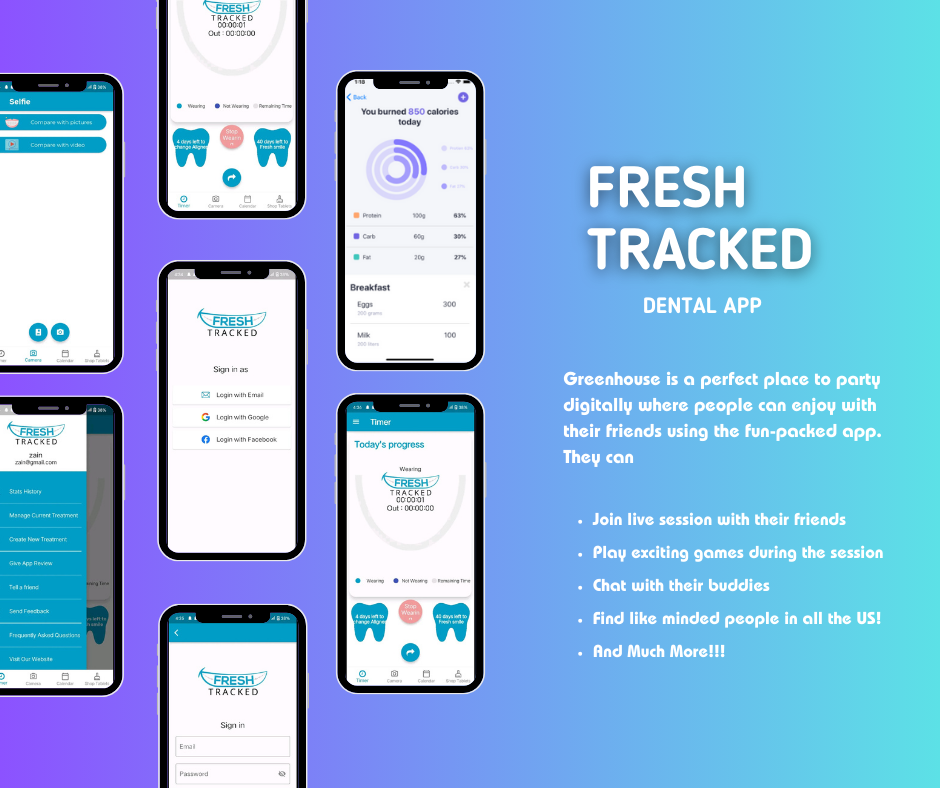 Selfie
Compare with pictures
Compare with video
Camera
Calendar
Shop Tablets
FRESH
TRACKED
zain
zain@gmail.com
Stats History
Manage Current Treatment
Create New Treatment
Give App Review
Tell a friend
Send Feedback
Frequently Asked Questions
Visit Our Website
Camera
Calendar
Shop Tablets
FRESH
TRACKED
00:00:01
Out : 00:00:00
Wearing
Not Wearing
Remaining Time
4 days left to
change Aligner
Stop
Wearin
40 days left to
Fresh smile
Timer
Camera
Calendar
Shop Tablets
FRESH
TRACKED
Sign in as
Login with Email
Login with Google
Login with Facebook
FRESH
TRACKED
Sign in
Email
Password
1:18
Back
You burned 850 calories
today
Protein 100g 63%
Carb 60g 30%
Fat 20g 27%
Breakfast
Eggs 300
Milk 100
Timer
Today's progress
Wearing
FRESH
TRACKED
00:00:01
Out : 00:00:00
Wearing
Not Wearing
Remaining Time
4 days left to
change Aligner
Stop
Wearin
40 days left to
Fresh smile
Timer
Camera
Calendar
Shop Tablets
FRESH
TRACKED
DENTAL APP
Greenhouse is a perfect place to party
digitally where people can enjoy with
their friends using the fun-packed app.
They can
• Join live session with their friends
• Play exciting games during the session
• Chat with their buddies
• Find like minded people in all the US!
• And Much More!!!